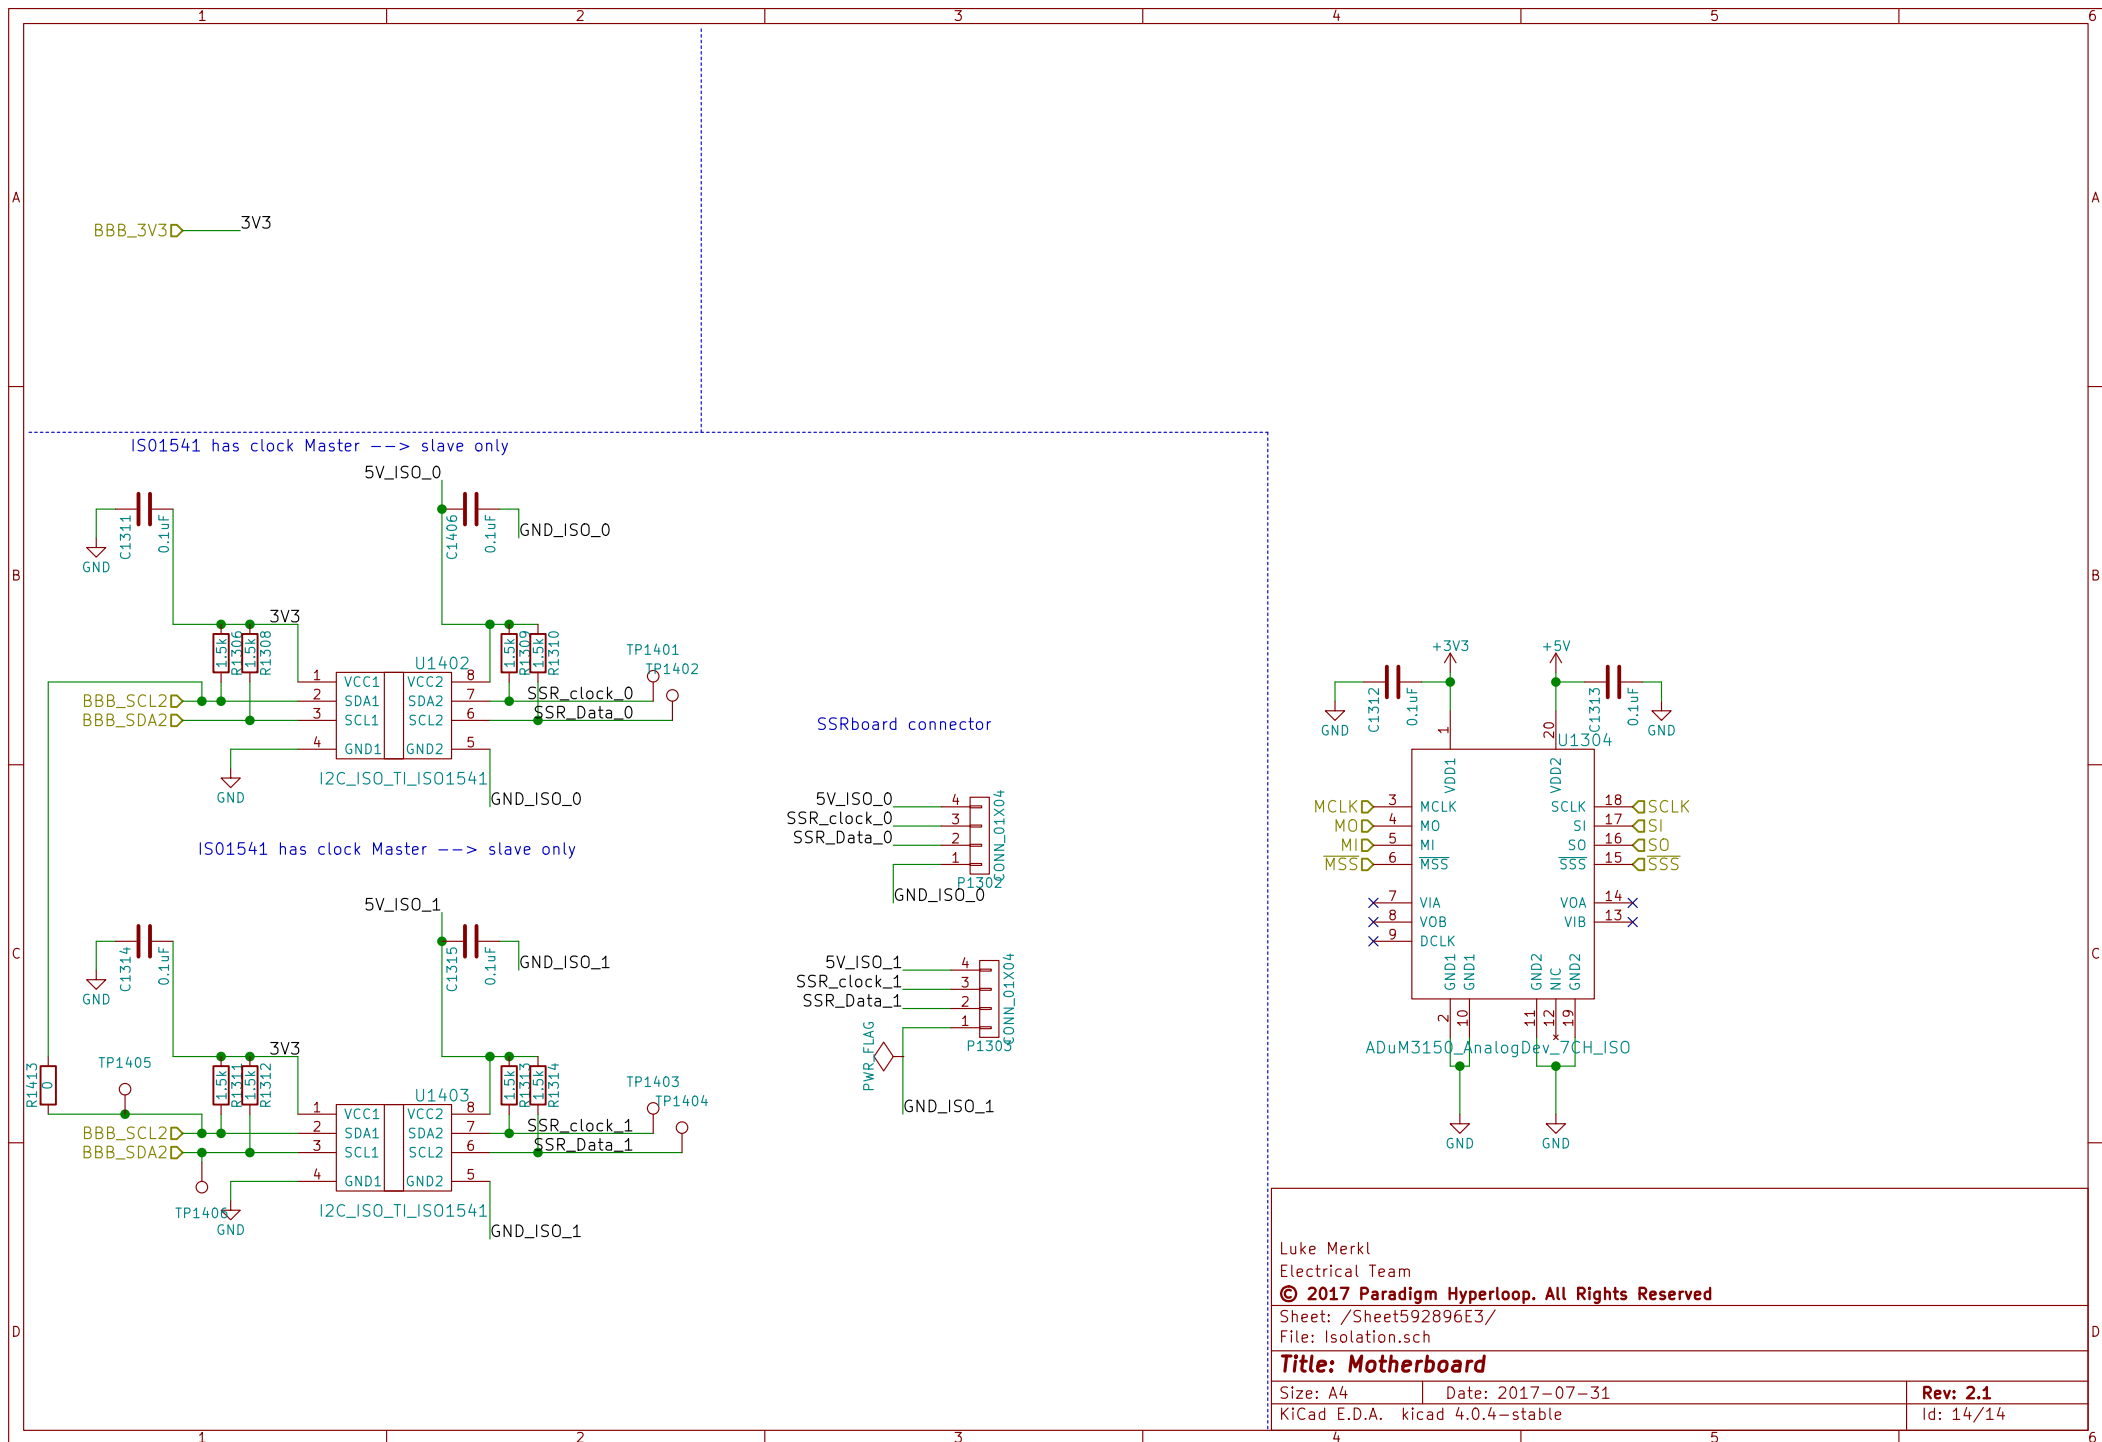 1 2 3 4 5 6
A A
BBB_3V3 3V3
ISO1541 has clock Master --> slave only
5V_ISO_0
C1311 0.1uF
GND
C1406 0.1uF
GND_ISO_0
B B
3V3
1.5k R1306 1.5k R1308
1.5k R1309 1.5k R1310
TP1401
TP1402
U1402
1 VCC1 VCC2 8
BBB_SCL2 2 SDA1 SDA2 7 SSR_clock_0
BBB_SDA2 3 SCL1 SCL2 6 SSR_Data_0
4 GND1 GND2 5
GND
I2C_ISO_TI_ISO1541
GND_ISO_0
ISO1541 has clock Master --> slave only
5V_ISO_1
C1314 0.1uF
GND
C1315 0.1uF
GND_ISO_1
C C
R1413 0
TP1405
3V3
1.5k R1311 1.5k R1312
1.5k R1313 1.5k R1314
TP1403
TP1404
U1403
1 VCC1 VCC2 8
BBB_SCL2 2 SDA1 SDA2 7 SSR_clock_1
BBB_SDA2 3 SCL1 SCL2 6 SSR_Data_1
4 GND1 GND2 5
TP1406
GND
I2C_ISO_TI_ISO1541
GND_ISO_1
SSRboard connector
5V_ISO_0 4
SSR_clock_0 3
SSR_Data_0 2
1
CONN_01X04
P1302
GND_ISO_0
5V_ISO_1 4
SSR_clock_1 3
SSR_Data_1 2
1
CONN_01X04
P1303
PWR_FLAG
GND_ISO_1
+3V3 +5V
C1312 0.1uF
C1313 0.1uF
GND GND
1 20
U1304
VDD1 VDD2
MCLK 3 MCLK SCLK 18 SCLK
MO 4 MO SI 17 SI
MI 5 MI SO 16 SO
MSS 6 MSS SSS 15 SSS
7 VIA VOA 14
8 VOB VIB 13
9 DCLK
GND1 GND1 GND2 NIC GND2
2 10 11 12 19
ADuM3150_AnalogDev_7CH_ISO
GND GND
D D
Luke Merkl
Electrical Team
© 2017 Paradigm Hyperloop. All Rights Reserved
Sheet: /Sheet592896E3/
File: Isolation.sch
Title: Motherboard
Size: A4 Date: 2017-07-31 Rev: 2.1
KiCad E.D.A. kicad 4.0.4-stable Id: 14/14
1 2 3 4 5 6